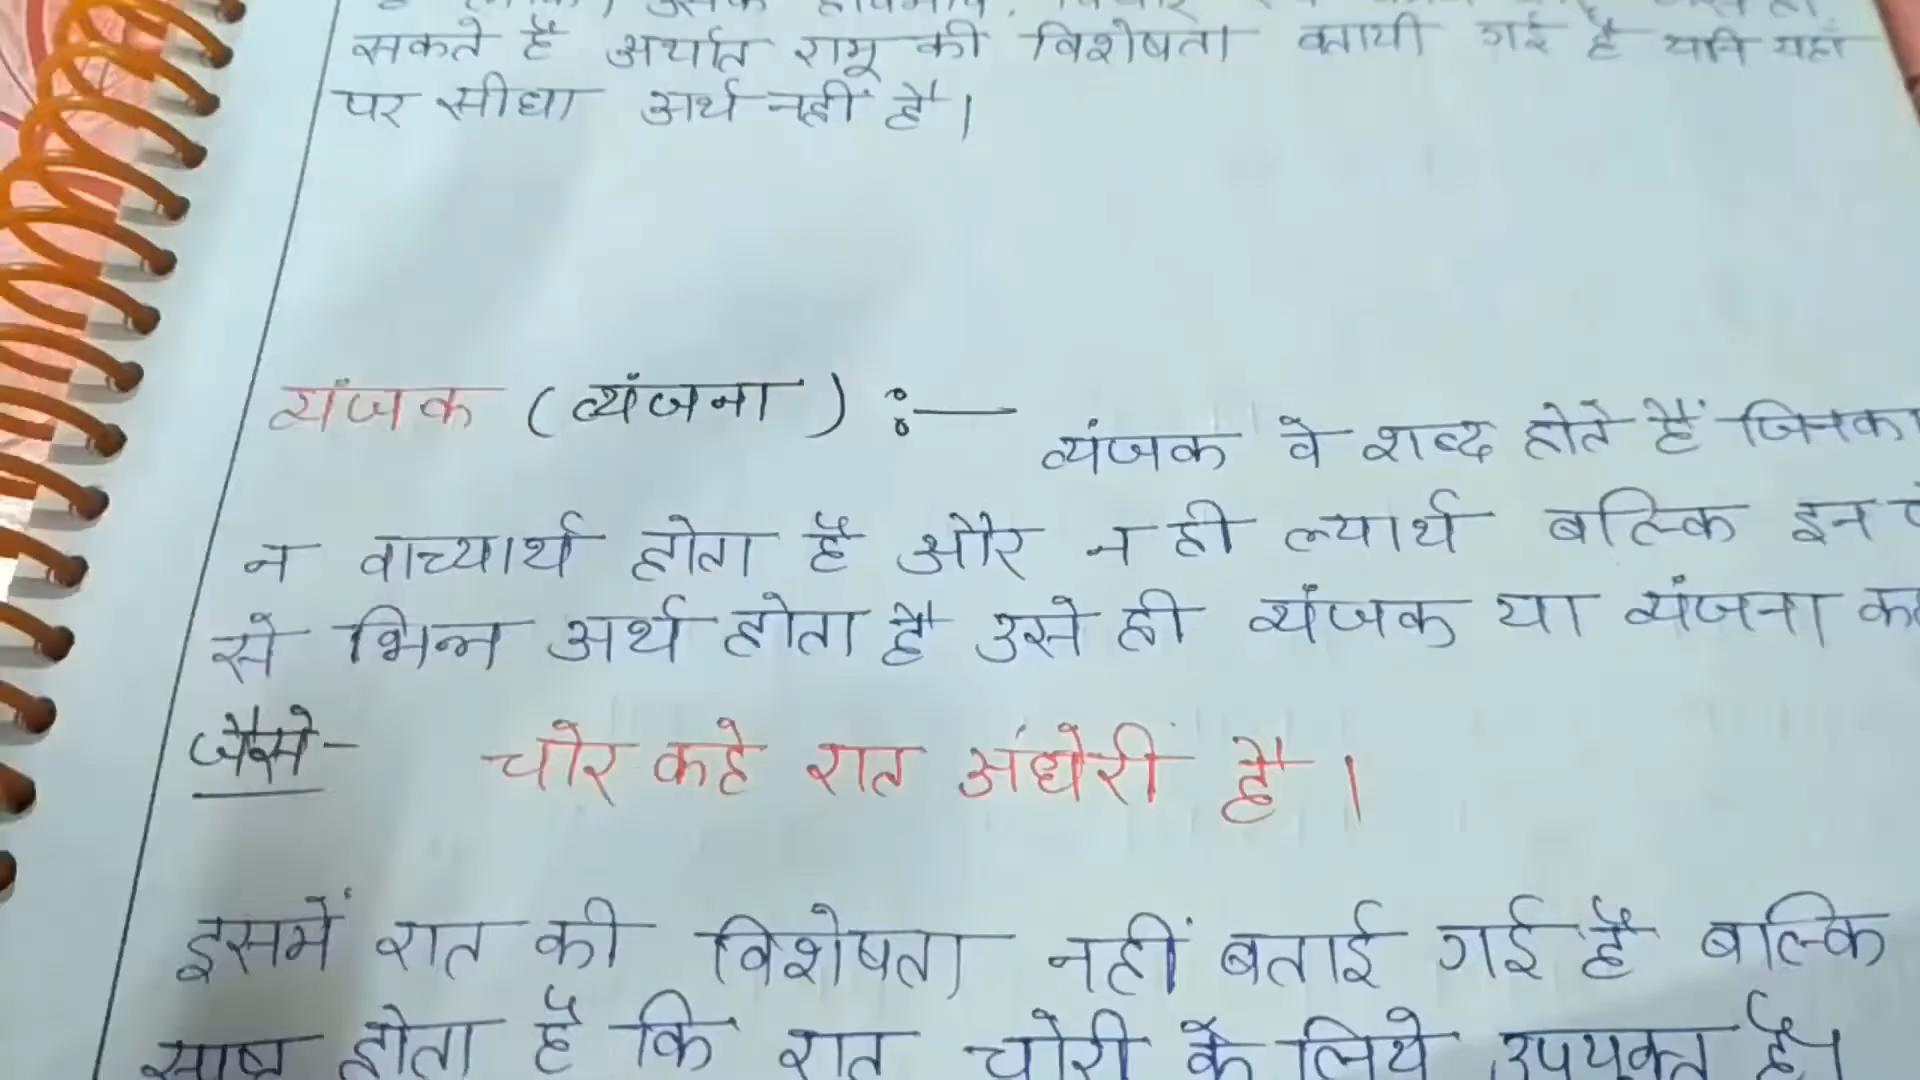 सकते हैं अर्थात रामू की विशेषता बतायी गई है यानि यहाँ
पर सीधा अर्थ नहीं है।
व्यंजक (व्यंजना) :— व्यंजक वे शब्द होते हैं जिनका
न वाच्यार्थ होता है और न ही ल्यार्थ बल्कि इन
से भिन्न अर्थ होता है उसे ही व्यंजक या व्यंजना
जैसे- चोर कहे रात अंधेरी है।
इसमें रात की विशेषता नहीं बताई गई है बल्कि
होता है कि रात चोरी के लिये उपयुक्त है।